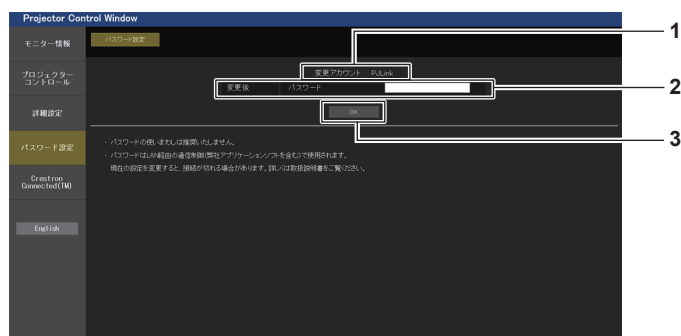 Projector Control Window
モニター情報
プロジェクター
コントロール
詳細設定
パスワード設定
Crestron
Connected(TM)
English
パスワード設定
変更アカウント : PJLink
変更後 パスワード
OK
・パスワードの使いまわしは推奨いたしません。
・パスワードはLAN経由の通信制御(弊社アプリケーションソフトを含む)で使用されます。
現在の設定を変更すると、接続が切れる場合があります。詳しくは取扱説明書をご覧ください。
1
2
3